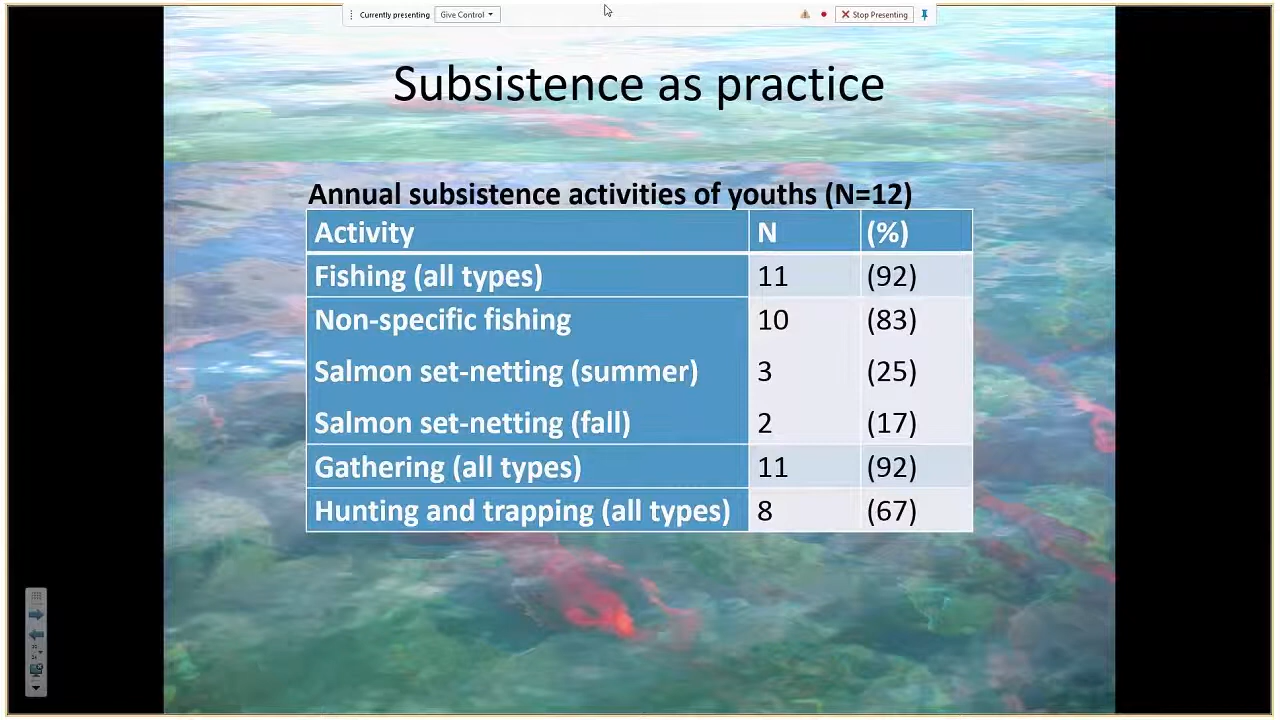 Currently presenting Give Control Stop Presenting
Subsistence as practice
Annual subsistence activities of youths (N=12)
Activity N (%)
Fishing (all types) 11 (92)
Non-specific fishing 10 (83)
Salmon set-netting (summer) 3 (25)
Salmon set-netting (fall) 2 (17)
Gathering (all types) 11 (92)
Hunting and trapping (all types) 8 (67)